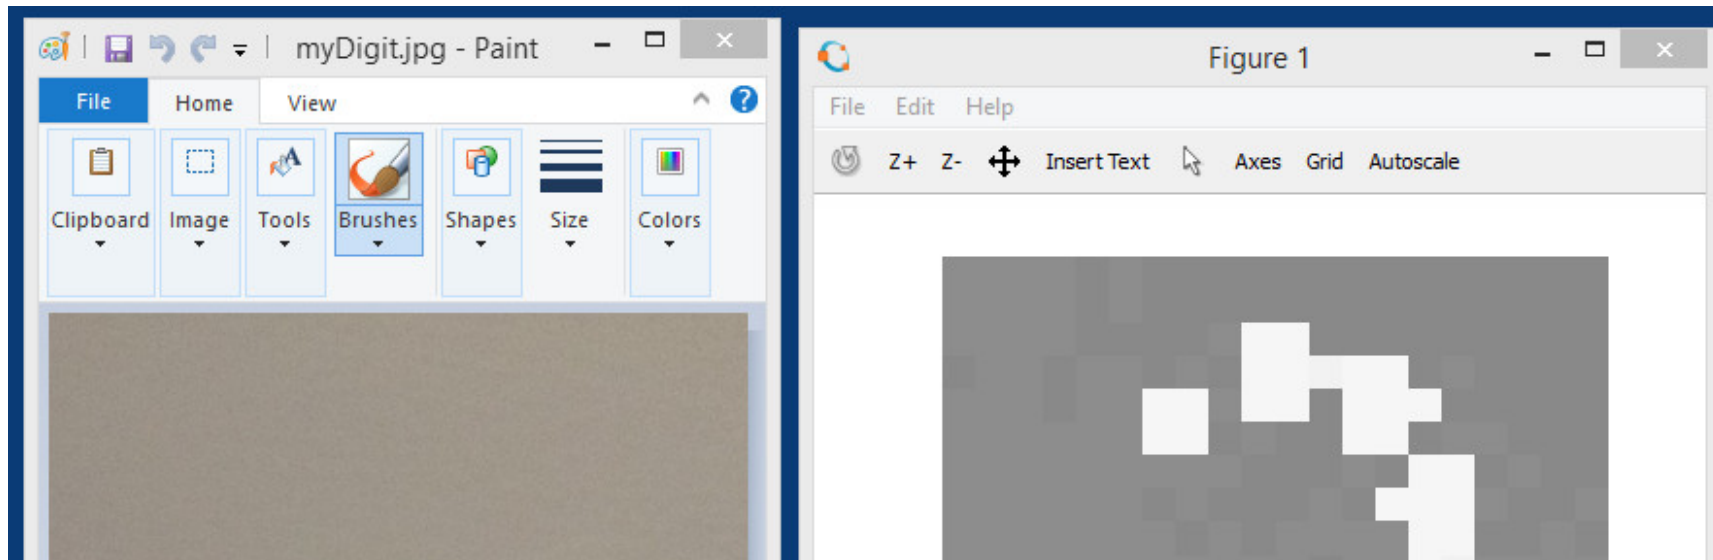 myDigit.jpg - Paint
File Home View
Clipboard Image Tools Brushes Shapes Size Colors
Figure 1
File Edit Help
Z+ Z- Insert Text Axes Grid Autoscale